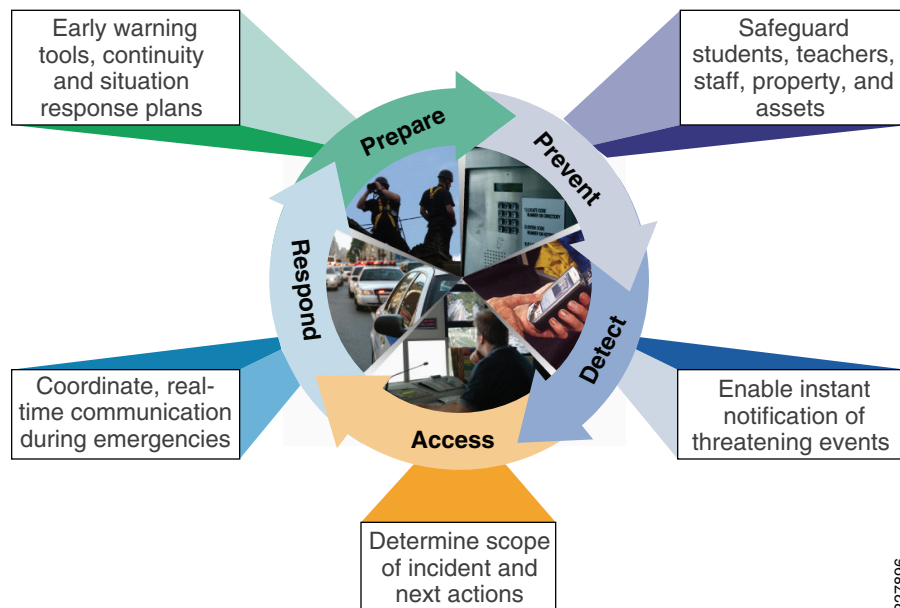 Early warning
tools, continuity
and situation
response plans
Safeguard
students, teachers,
staff, property, and
assets
Prepare
Prevent
Respond
Detect
Access
Coordinate, real-
time communication
during emergencies
Enable instant
notification of
threatening events
Determine scope
of incident and
next actions